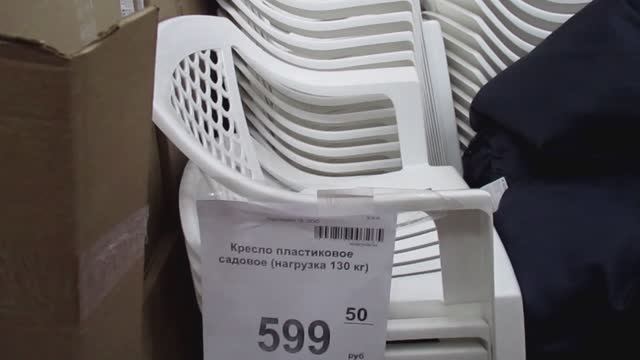 Кресло пластиковое
садовое (нагрузка 130 кг)
599 50
руб